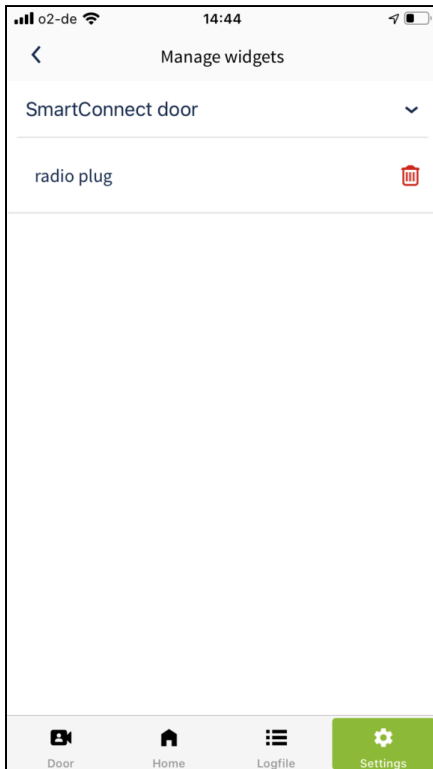 o2-de 14:44
Manage widgets
SmartConnect door
radio plug
Door Home Logfile Settings